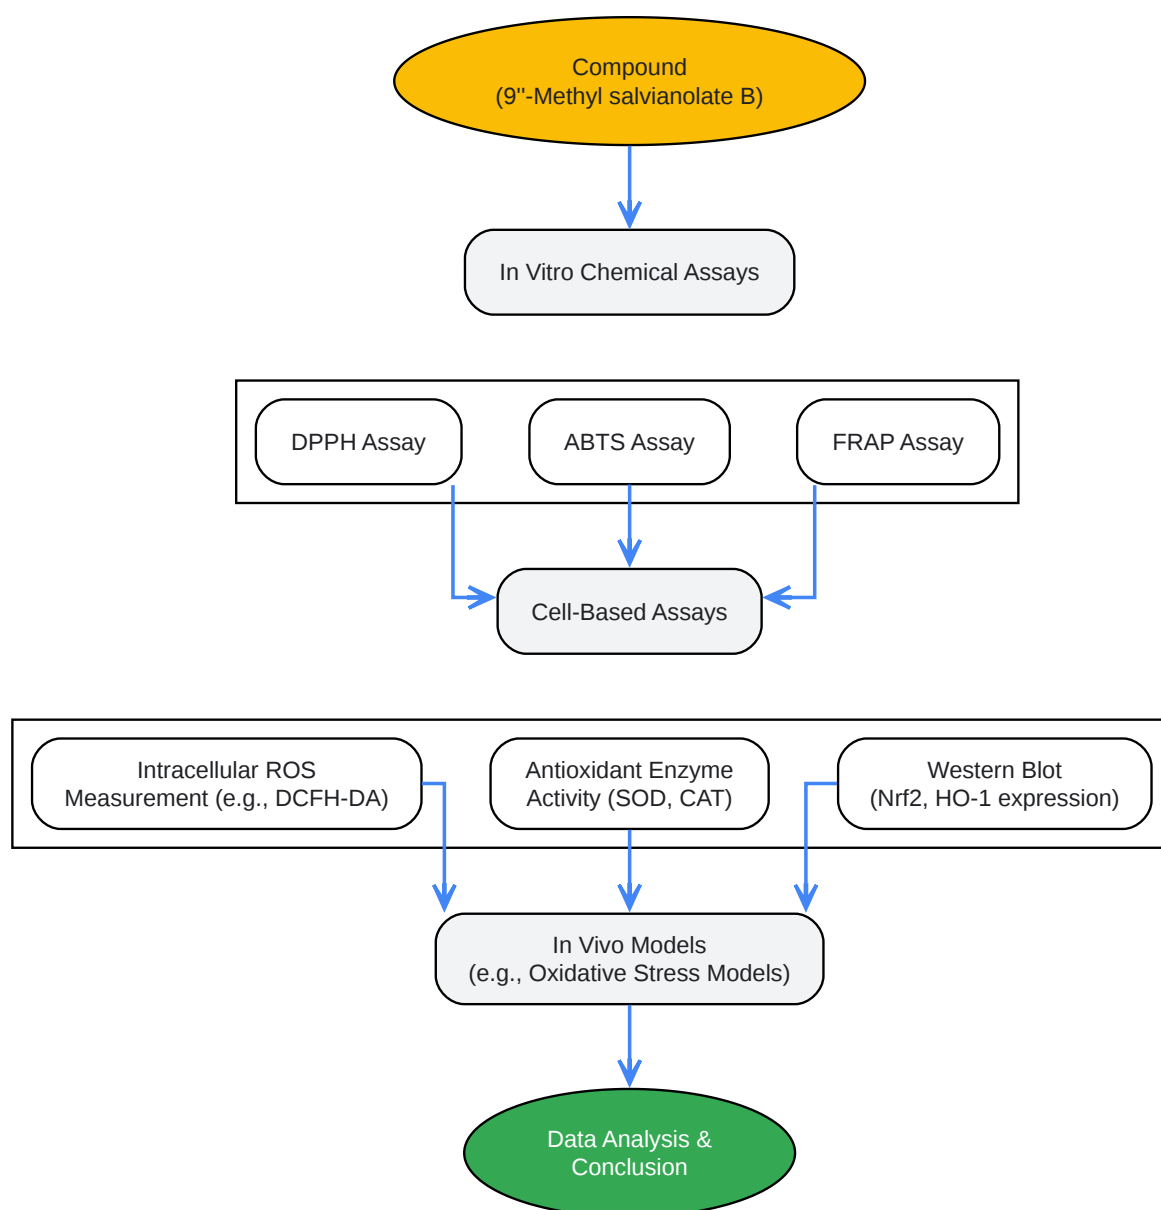 Compound
(9"-Methyl salvianolate B)
In Vitro Chemical Assays
DPPH Assay
ABTS Assay
FRAP Assay
Cell-Based Assays
Intracellular ROS
Measurement (e.g., DCFH-DA)
Antioxidant Enzyme
Activity (SOD, CAT)
Western Blot
(Nrf2, HO-1 expression)
In Vivo Models
(e.g., Oxidative Stress Models)
Data Analysis &
Conclusion